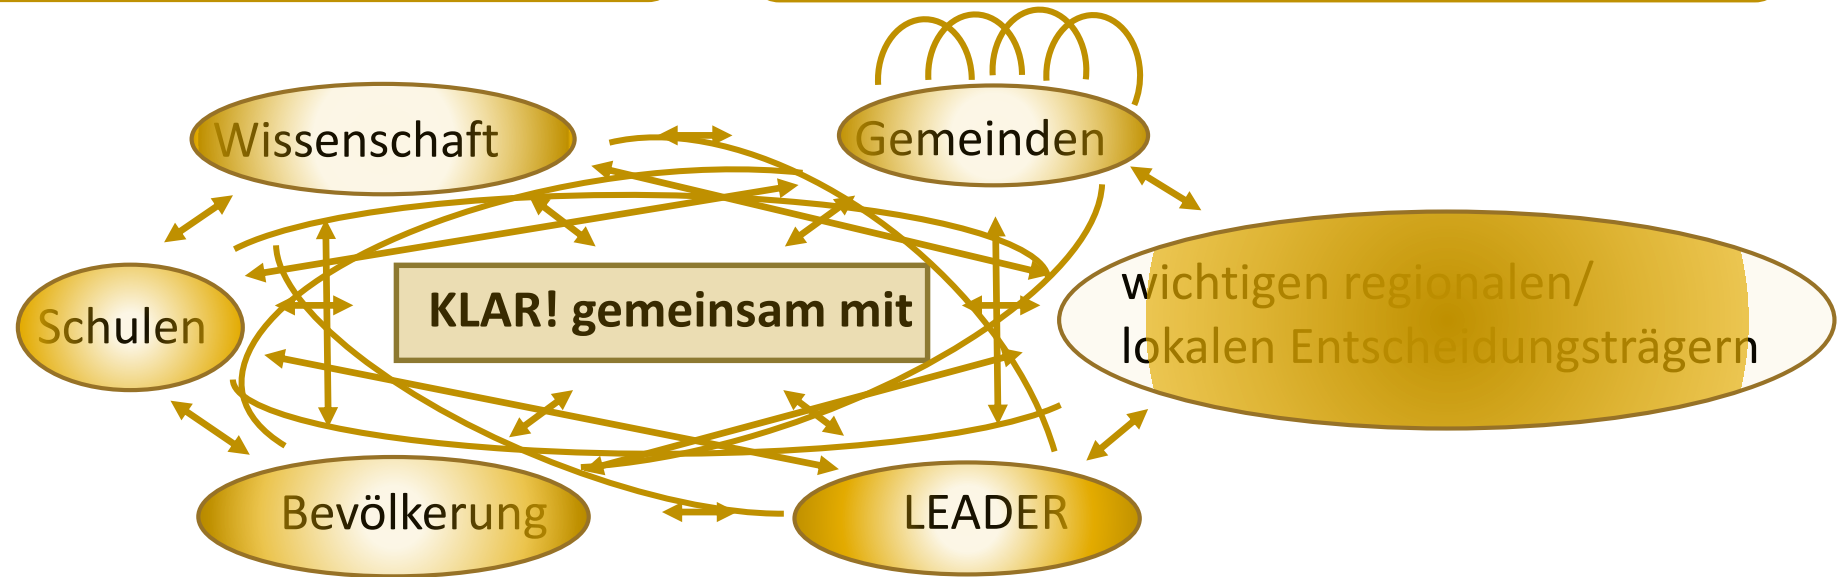 Wissenschaft
Gemeinden
wichtigen regionalen/
lokalen Entscheidungsträgern
KLAR! gemeinsam mit
Schulen
Bevölkerung
LEADER